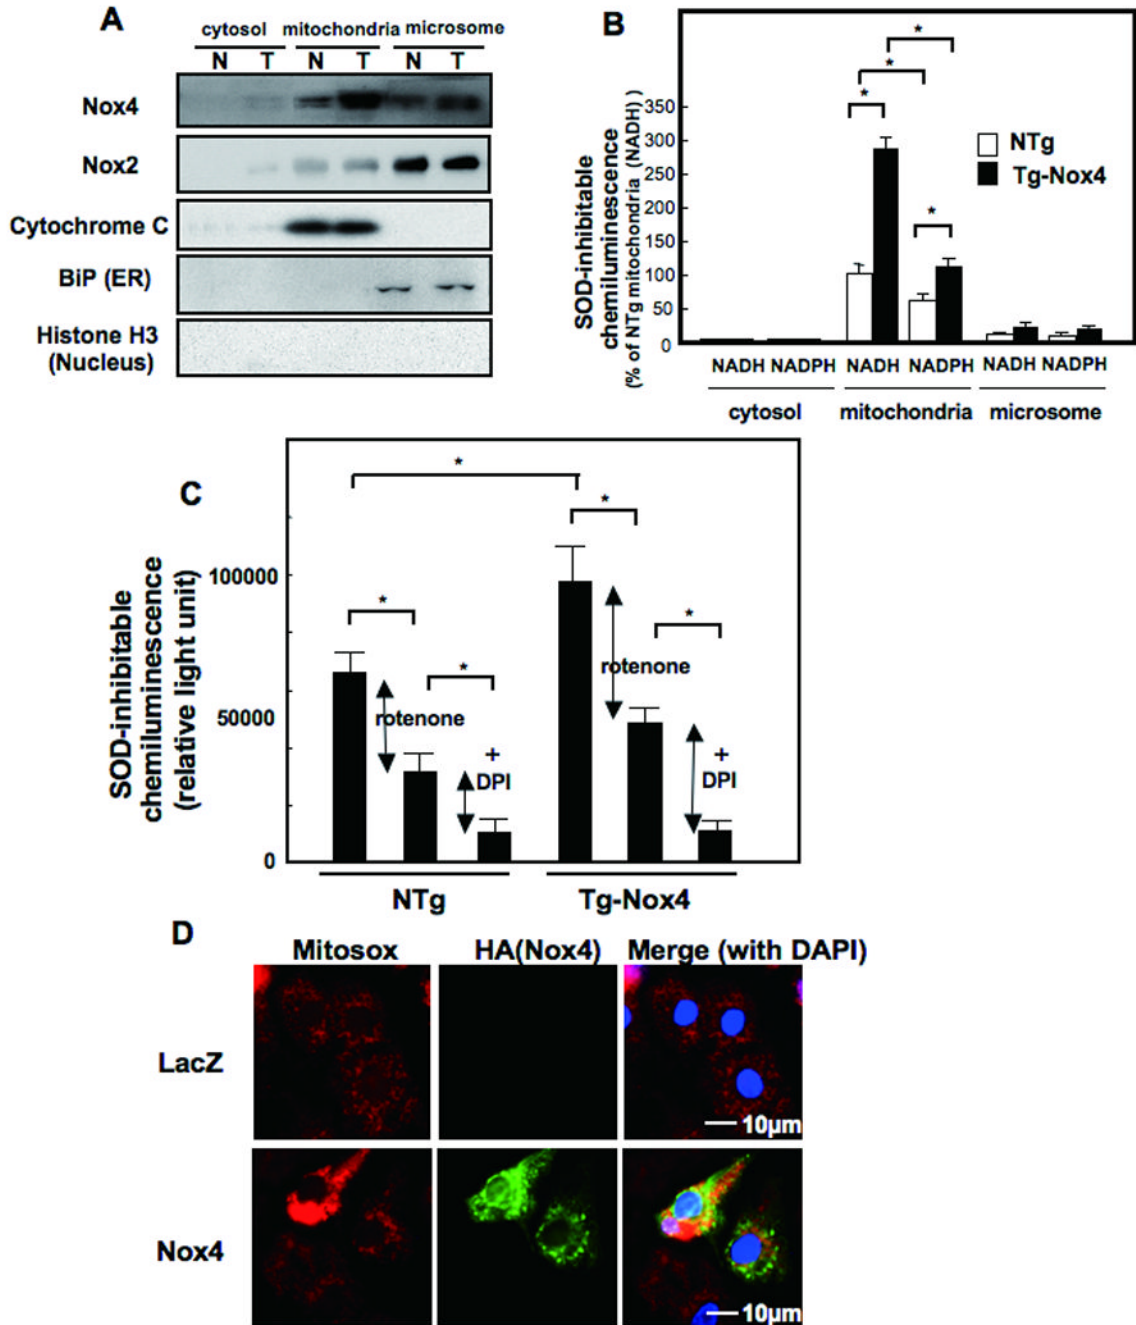 A
cytosol mitochondria microsome
N T N T N T
Nox4
Nox2
Cytochrome C
BiP (ER)
Histone H3
(Nucleus)
B
SOD-inhibitable
chemiluminescence
(% of NTg mitochondria (NADH) )
350
300
250
200
150
100
50
0
* * * *
NTg
Tg-Nox4
NADH NADPH NADH NADPH NADH NADPH
cytosol mitochondria microsome
C
SOD-inhibitable
chemiluminescence
(relative light unit)
100000
50000
0
* * * * *
rotenone
+
DPI
rotenone
+
DPI
NTg Tg-Nox4
D
Mitosox HA(Nox4) Merge (with DAPI)
LacZ
10μm
Nox4
10μm